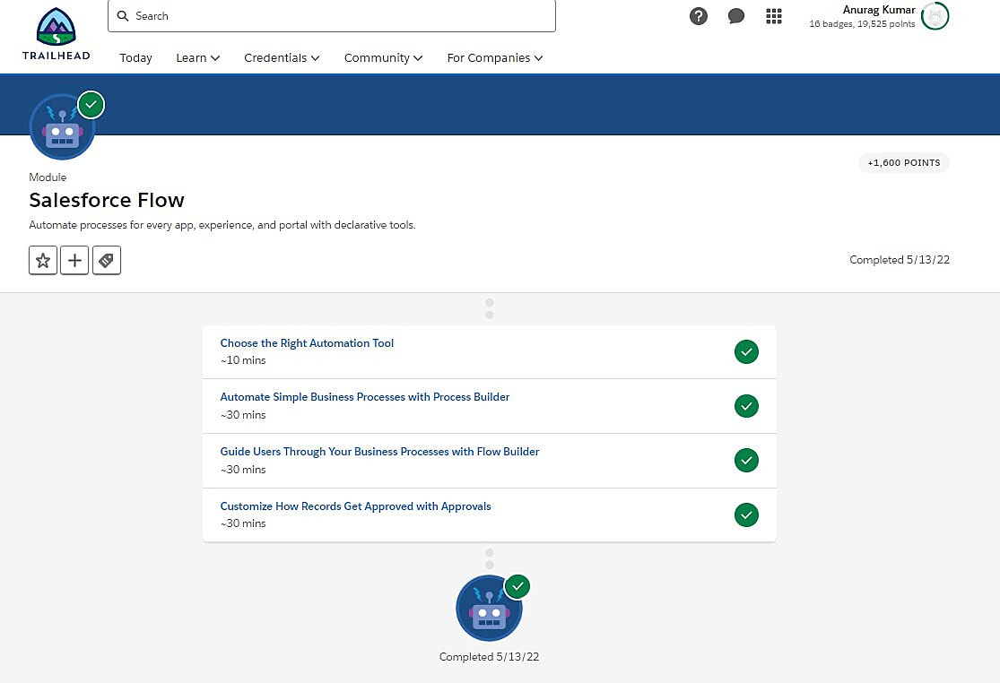 TRAILHEAD
Search
Anurag Kumar
16 badges, 19,525 points
Today
Learn
Credentials
Community
For Companies
+1,600 POINTS
Module
Salesforce Flow
Automate processes for every app, experience, and portal with declarative tools.
Completed 5/13/22
Choose the Right Automation Tool
~10 mins
Automate Simple Business Processes with Process Builder
~30 mins
Guide Users Through Your Business Processes with Flow Builder
~30 mins
Customize How Records Get Approved with Approvals
~30 mins
Completed 5/13/22